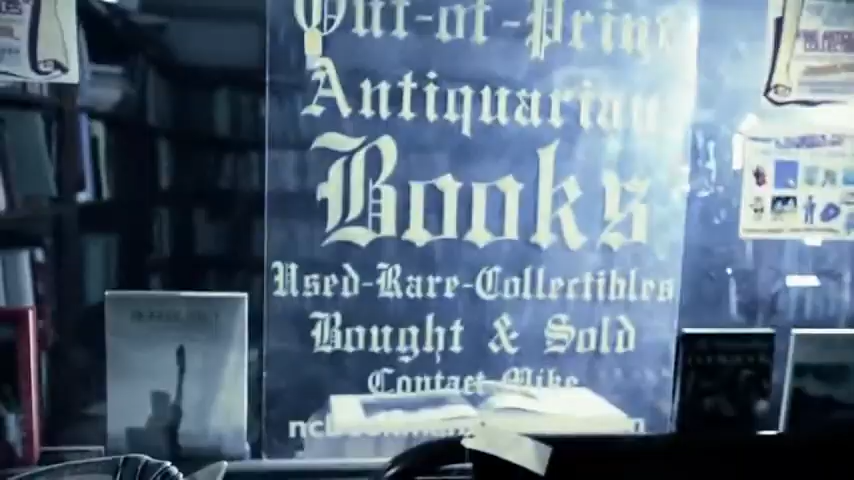 Out-of-Print
Antiquarian
Books
Used-Rare-Collectibles
Bought & Sold
Contact Mike